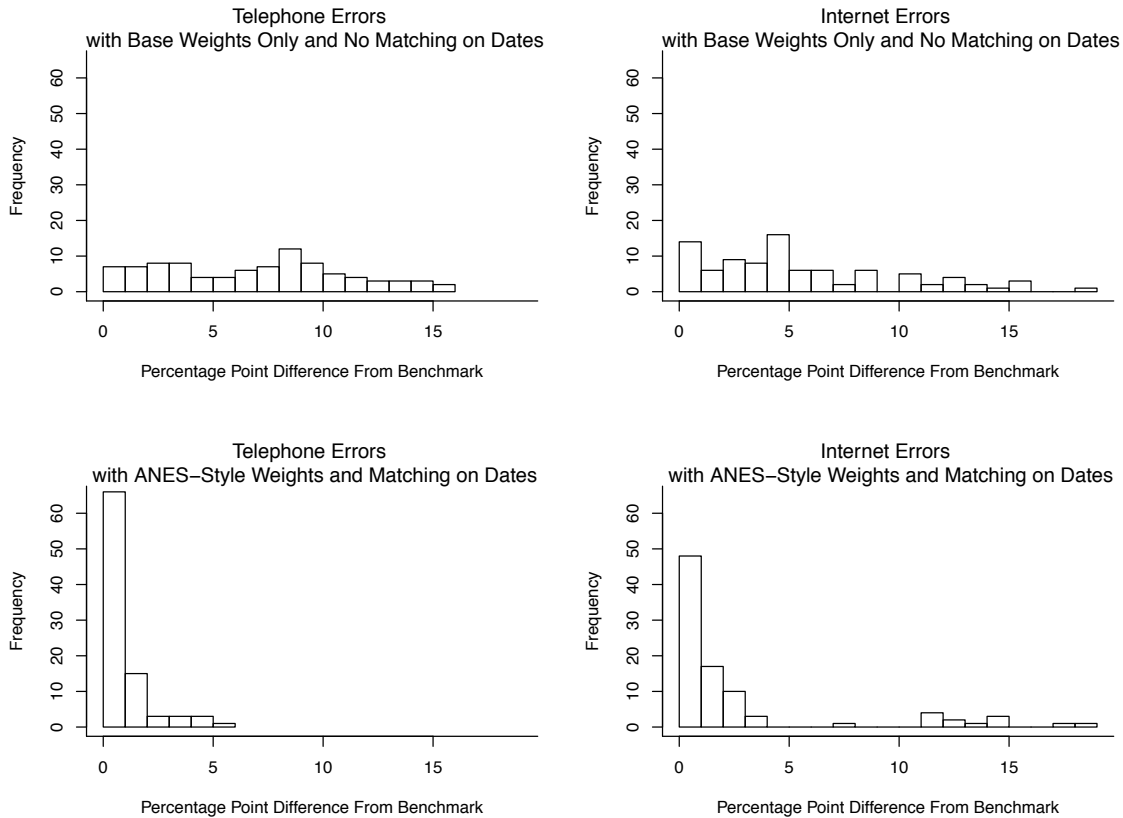 Telephone Errors
with Base Weights Only and No Matching on Dates
Frequency
60
50
40
30
20
10
0
0 5 10 15
Percentage Point Difference From Benchmark
Internet Errors
with Base Weights Only and No Matching on Dates
Frequency
60
50
40
30
20
10
0
0 5 10 15
Percentage Point Difference From Benchmark
Telephone Errors
with ANES−Style Weights and Matching on Dates
Frequency
60
50
40
30
20
10
0
0 5 10 15
Percentage Point Difference From Benchmark
Internet Errors
with ANES−Style Weights and Matching on Dates
Frequency
60
50
40
30
20
10
0
0 5 10 15
Percentage Point Difference From Benchmark